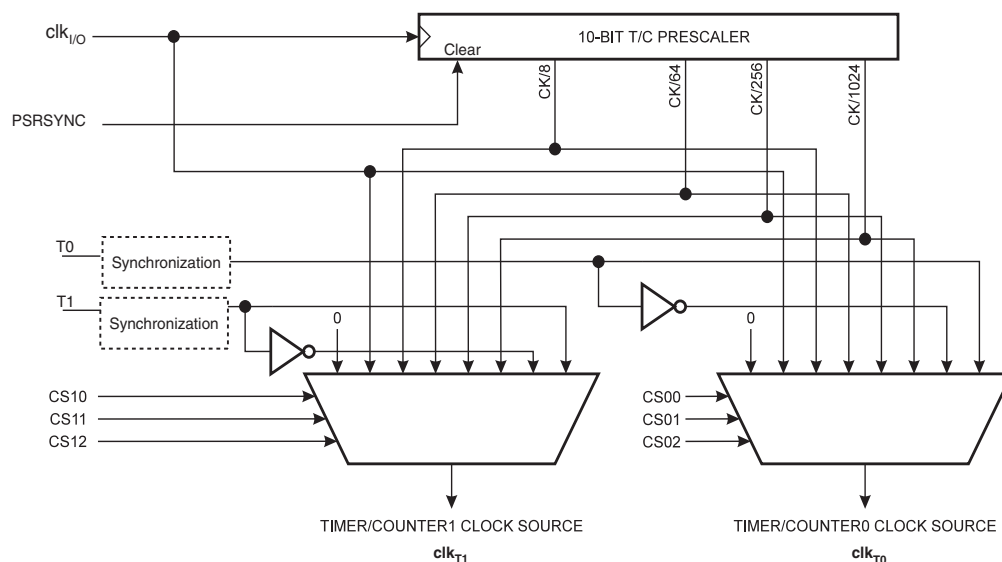 clkI/O
10-BIT T/C PRESCALER
Clear
PSRSYNC
CK/8
CK/64
CK/256
CK/1024
T0
Synchronization
T1
Synchronization
0
0
CS10
CS11
CS12
CS00
CS01
CS02
TIMER/COUNTER1 CLOCK SOURCE
clkT1
TIMER/COUNTER0 CLOCK SOURCE
clkT0